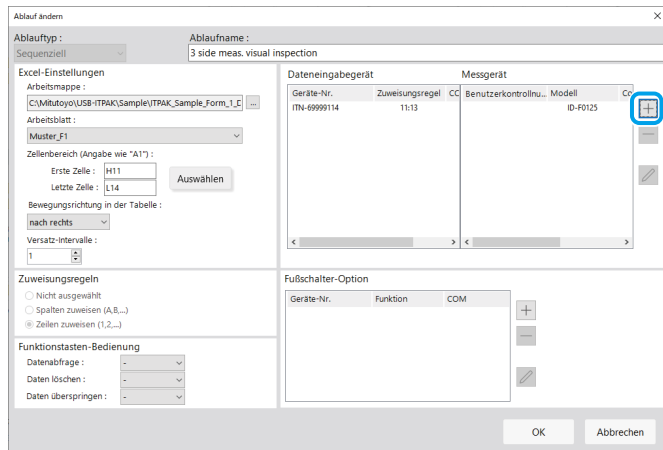 Ablauf ändern
Ablauftyp :
Ablaufname :
Sequenziell
3 side meas. visual inspection
Excel-Einstellungen
Arbeitsmappe :
C:\Mitutoyo\USB-ITPAK\Sample\ITPAK_Sample_Form_1_D
...
Arbeitsblatt :
Muster_F1
Zellenbereich (Angabe wie "A1") :
Erste Zelle : H11
Letzte Zelle : L14
Auswählen
Bewegungsrichtung in der Tabelle :
nach rechts
Versatz-Intervalle :
1
Dateneingabegerät
Messgerät
Geräte-Nr. Zuweisungsregel CC
Benutzerkontrollnu... Modell Co
ITN-69999114 11:13
ID-F0125
Zuweisungsregeln
Nicht ausgewählt
Spalten zuweisen (A,B,...)
Zeilen zuweisen (1,2,...)
Funktionstasten-Bedienung
Datenabfrage : -
Daten löschen : -
Daten überspringen : -
Fußschalter-Option
Geräte-Nr. Funktion COM
OK
Abbrechen